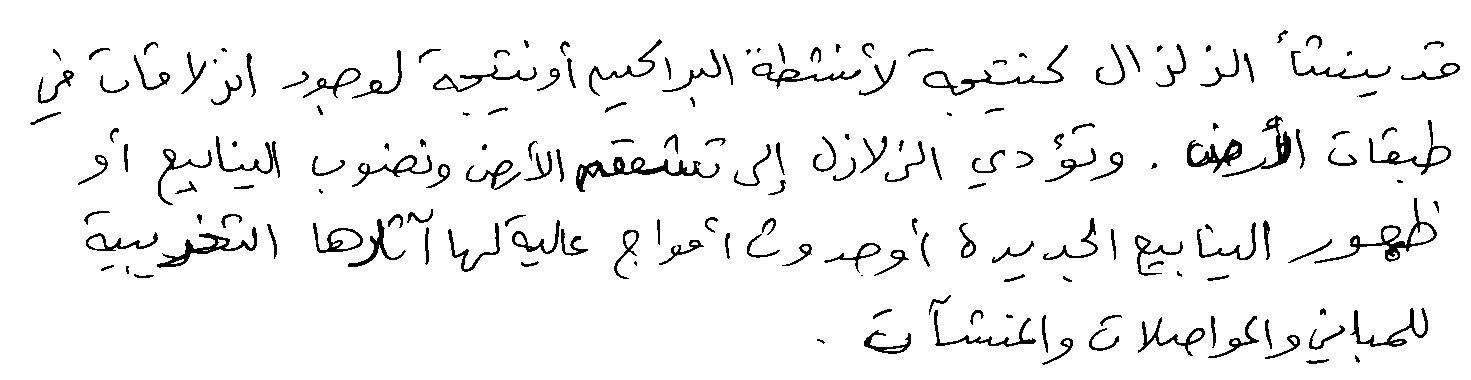 قد ينشأ الزلزال كنتيجة لأنشطة البراكين أو نتيجة لوجود انزلاقات في
طبقات الأرض . وتؤدي الزلازل إلى تشقق الأرض ونضوب الينابيع أو
ظهور الينابيع الجديدة أو حدوث أمواج عالية لها آثارها التخريبية
للمباني والمواصلات والمنشآت .